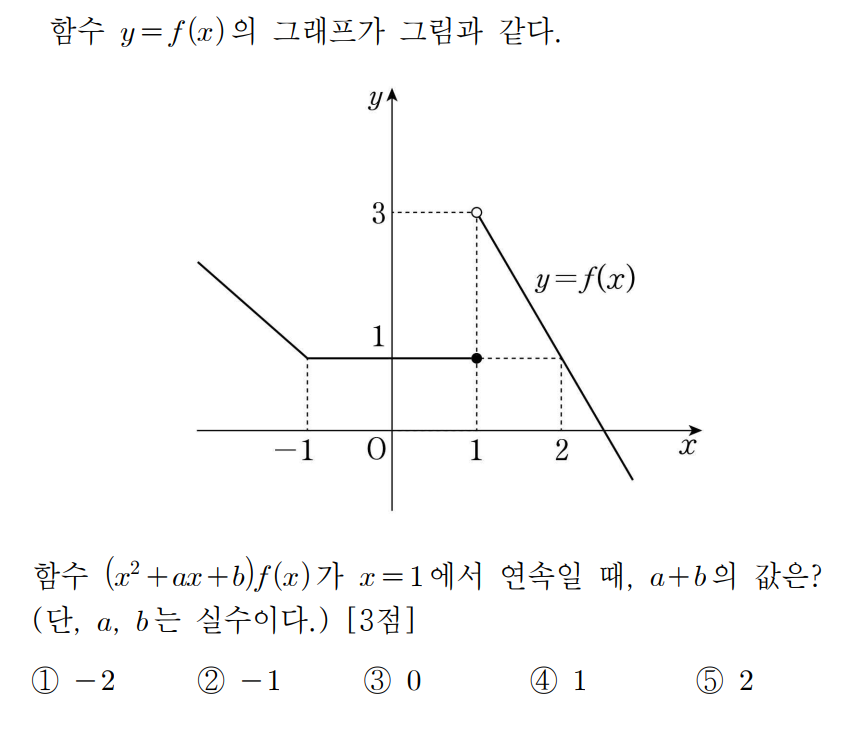 함수 y=f(x)의 그래프가 그림과 같다.
y
3
y=f(x)
1
−1 O 1 2 x
함수 (x²+ax+b)f(x)가 x=1에서 연속일 때, a+b의 값은?
(단, a, b는 실수이다.) [3점]
① −2 ② −1 ③ 0 ④ 1 ⑤ 2